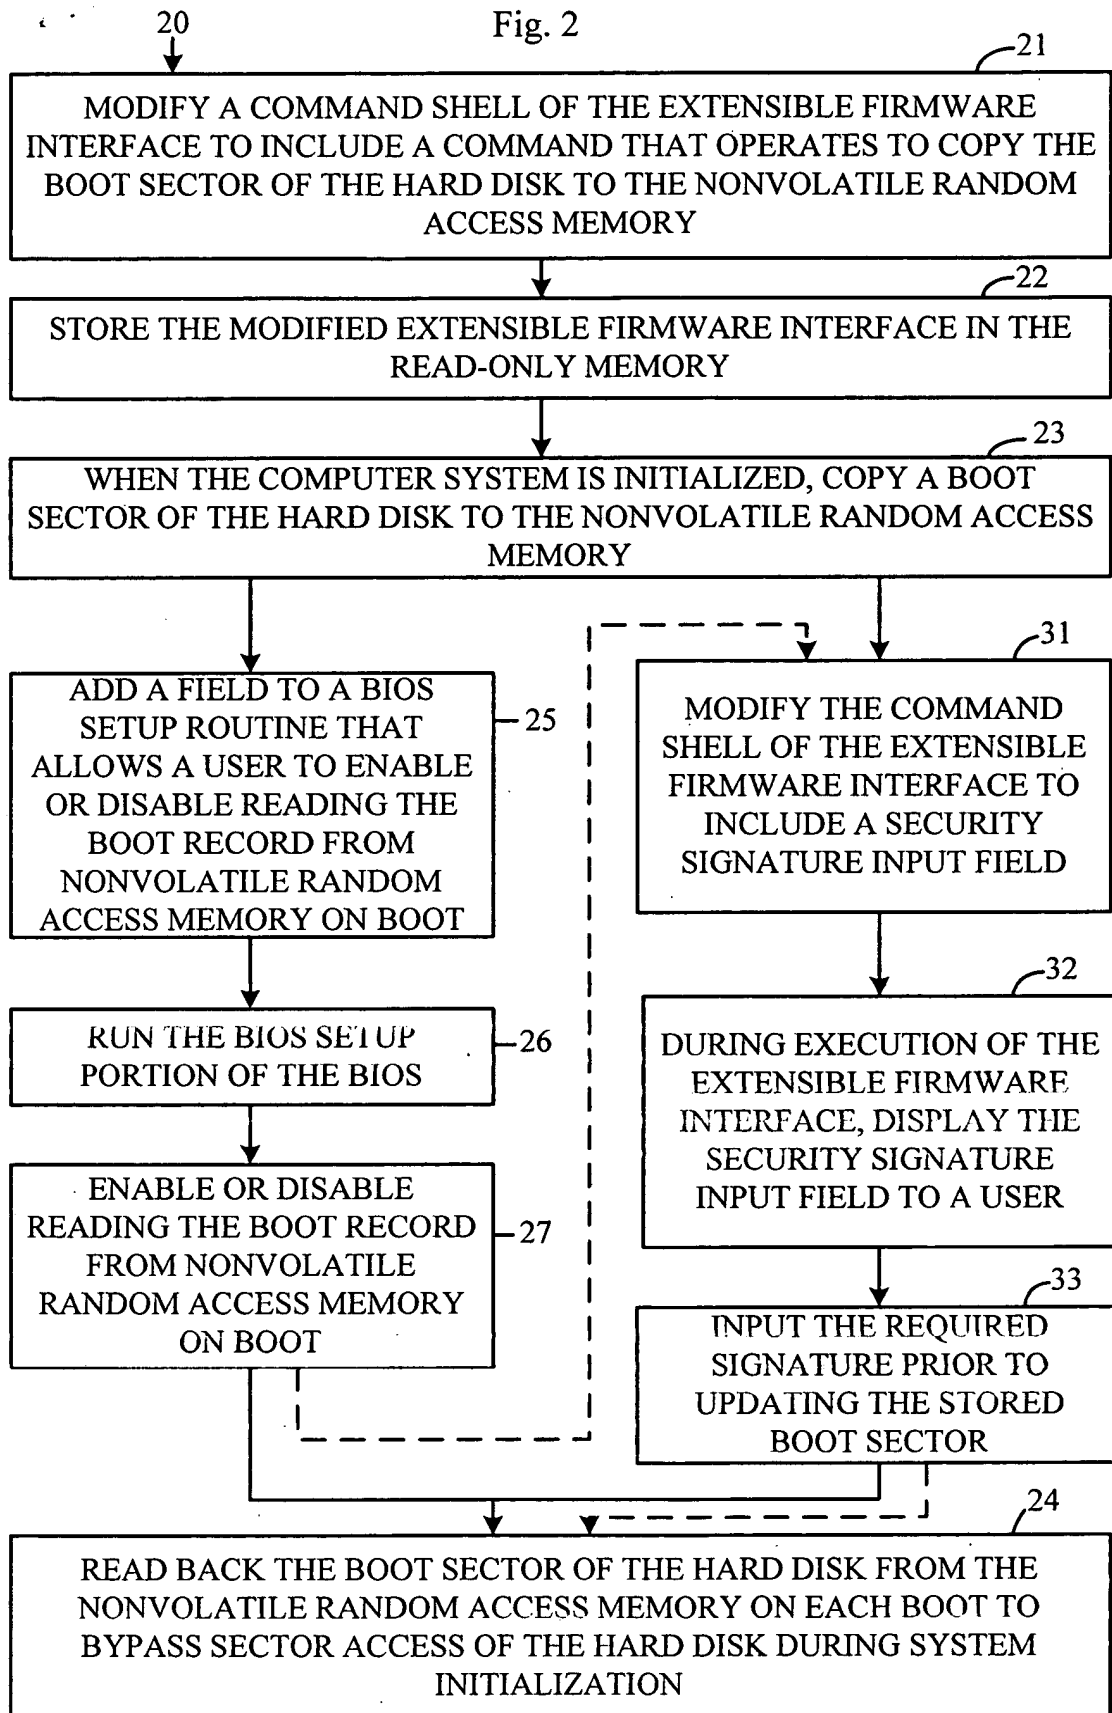 20
Fig. 2
21
MODIFY A COMMAND SHELL OF THE EXTENSIBLE FIRMWARE
INTERFACE TO INCLUDE A COMMAND THAT OPERATES TO COPY THE
BOOT SECTOR OF THE HARD DISK TO THE NONVOLATILE RANDOM
ACCESS MEMORY
22
STORE THE MODIFIED EXTENSIBLE FIRMWARE INTERFACE IN THE
READ-ONLY MEMORY
23
WHEN THE COMPUTER SYSTEM IS INITIALIZED, COPY A BOOT
SECTOR OF THE HARD DISK TO THE NONVOLATILE RANDOM ACCESS
MEMORY
ADD A FIELD TO A BIOS
SETUP ROUTINE THAT
ALLOWS A USER TO ENABLE
OR DISABLE READING THE
BOOT RECORD FROM
NONVOLATILE RANDOM
ACCESS MEMORY ON BOOT
25
RUN THE BIOS SETUP
PORTION OF THE BIOS
26
ENABLE OR DISABLE
READING THE BOOT RECORD
FROM NONVOLATILE
RANDOM ACCESS MEMORY
ON BOOT
27
31
MODIFY THE COMMAND
SHELL OF THE EXTENSIBLE
FIRMWARE INTERFACE TO
INCLUDE A SECURITY
SIGNATURE INPUT FIELD
32
DURING EXECUTION OF THE
EXTENSIBLE FIRMWARE
INTERFACE, DISPLAY THE
SECURITY SIGNATURE
INPUT FIELD TO A USER
33
INPUT THE REQUIRED
SIGNATURE PRIOR TO
UPDATING THE STORED
BOOT SECTOR
24
READ BACK THE BOOT SECTOR OF THE HARD DISK FROM THE
NONVOLATILE RANDOM ACCESS MEMORY ON EACH BOOT TO
BYPASS SECTOR ACCESS OF THE HARD DISK DURING SYSTEM
INITIALIZATION